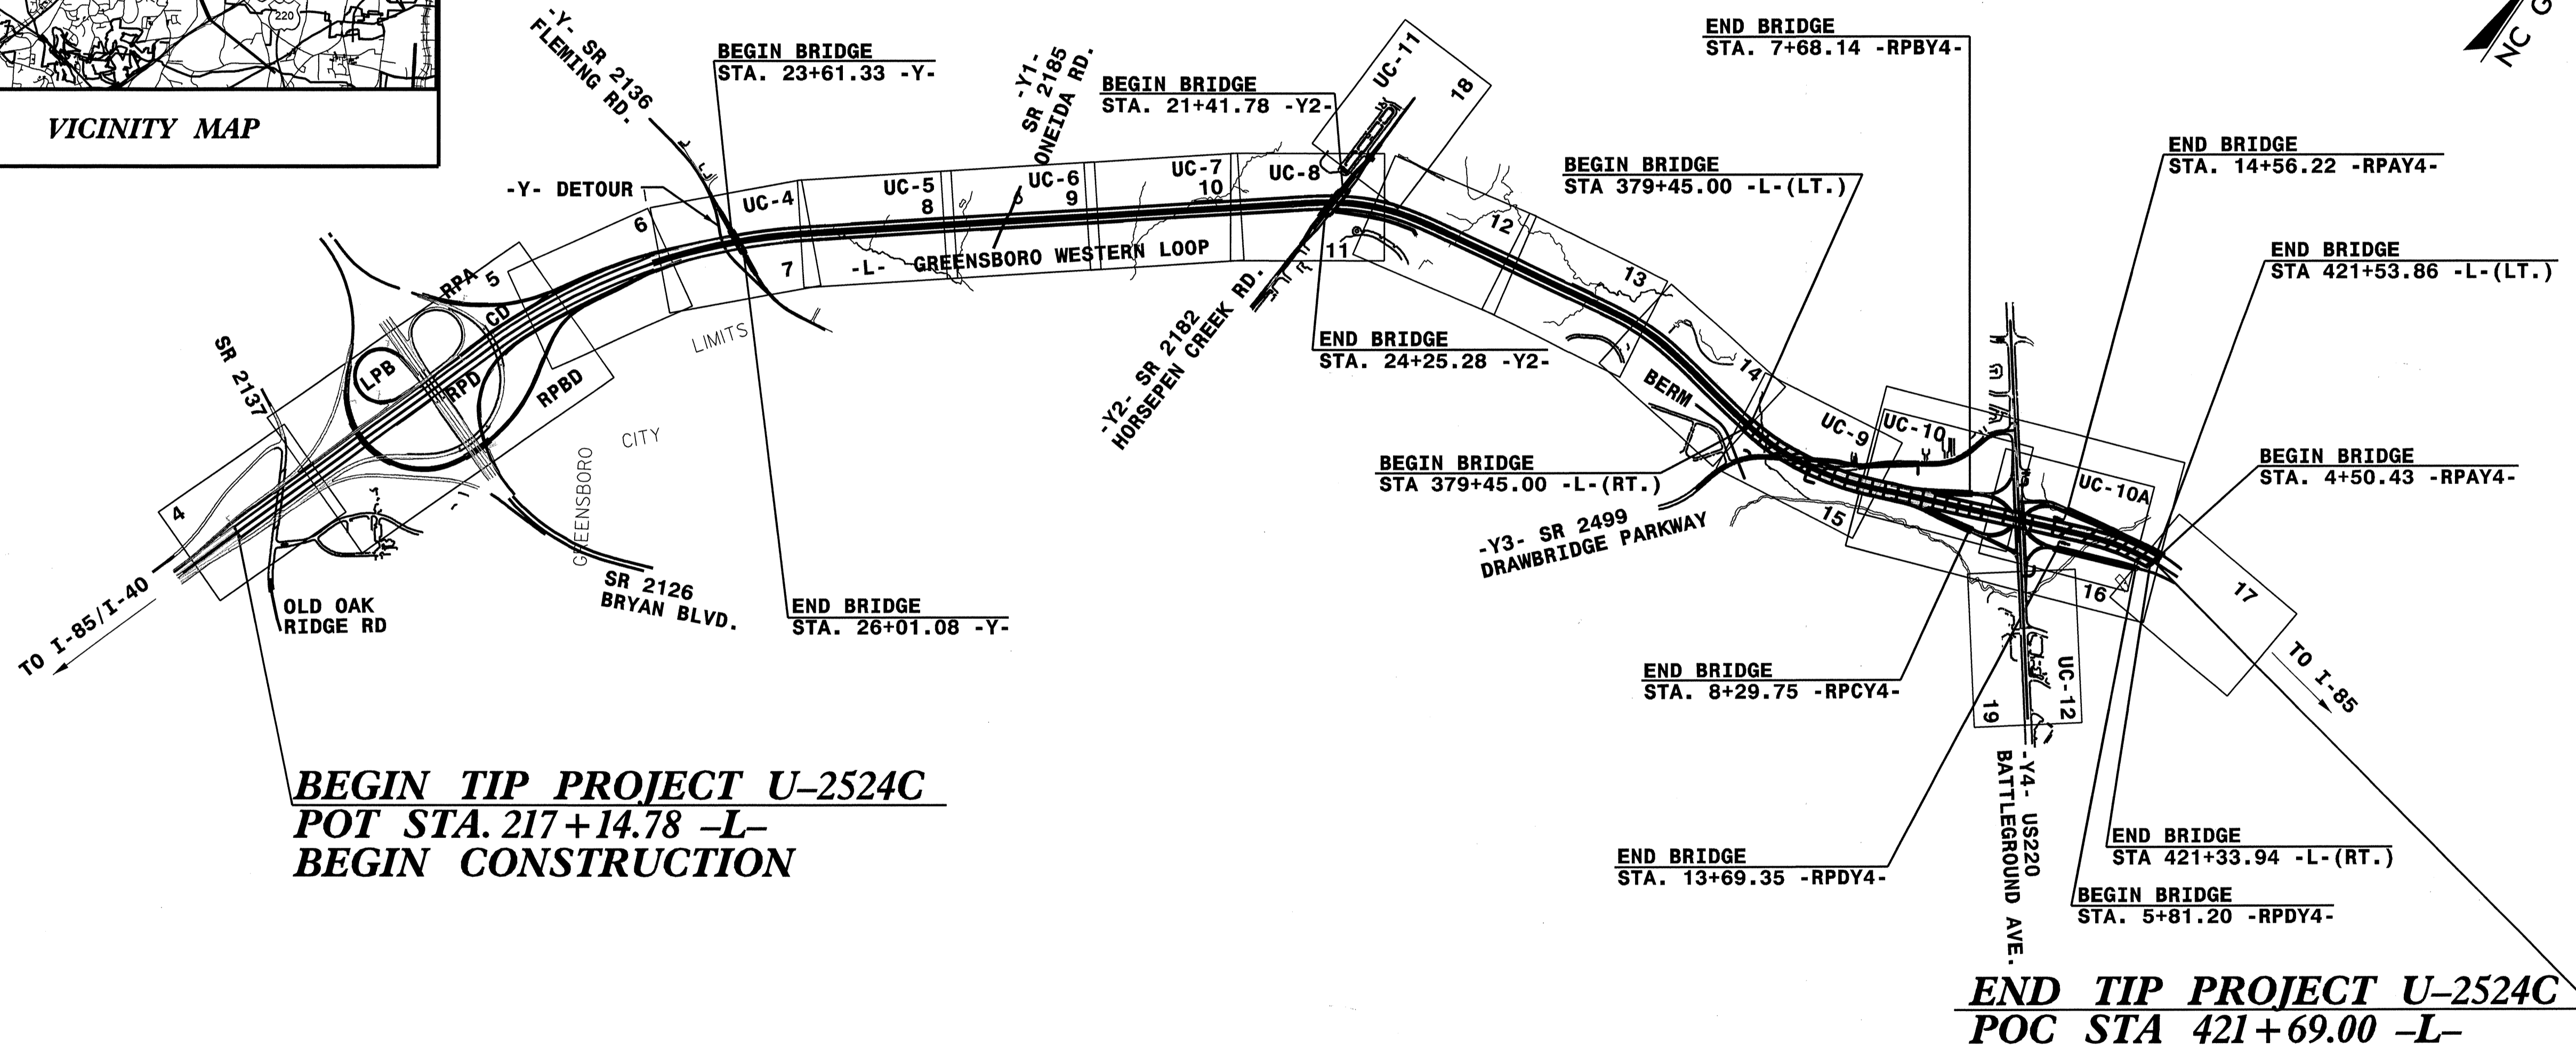 220
VICINITY MAP
-Y- SR 2136
FLEMING RD.
BEGIN BRIDGE
STA. 23+61.33 -Y-
-Y1-
SR 2185
ONEIDA RD.
BEGIN BRIDGE
STA. 21+41.78 -Y2-
UC-11
18
END BRIDGE
STA. 7+68.14 -RPBY4-
NC G
END BRIDGE
STA. 14+56.22 -RPAY4-
BEGIN BRIDGE
STA 379+45.00 -L-(LT.)
END BRIDGE
STA 421+53.86 -L-(LT.)
-Y- DETOUR
6
UC-4
7
UC-5
8
UC-6
9
UC-7
10
UC-8
11
12
13
14
-L- GREENSBORO WESTERN LOOP
RPA
5
CD
LPB
RPD
RPBD
SR 2137
4
LIMITS
CITY
GREENSBORO
-Y2- SR 2182
HORSEPEN CREEK RD.
END BRIDGE
STA. 24+25.28 -Y2-
BERM
UC-9
UC-10
UC-10A
15
16
17
BEGIN BRIDGE
STA 379+45.00 -L-(RT.)
BEGIN BRIDGE
STA. 4+50.43 -RPAY4-
-Y3- SR 2499
DRAWBRIDGE PARKWAY
TO I-85/I-40
OLD OAK
RIDGE RD
SR 2126
BRYAN BLVD.
END BRIDGE
STA. 26+01.08 -Y-
END BRIDGE
STA. 8+29.75 -RPCY4-
19
UC-12
TO I-85
-Y4- US220
BATTLEGROUND AVE.
BEGIN TIP PROJECT U-2524C
POT STA. 217+14.78 -L-
BEGIN CONSTRUCTION
END BRIDGE
STA. 13+69.35 -RPDY4-
END BRIDGE
STA 421+33.94 -L-(RT.)
BEGIN BRIDGE
STA. 5+81.20 -RPDY4-
END TIP PROJECT U-2524C
POC STA 421+69.00 -L-